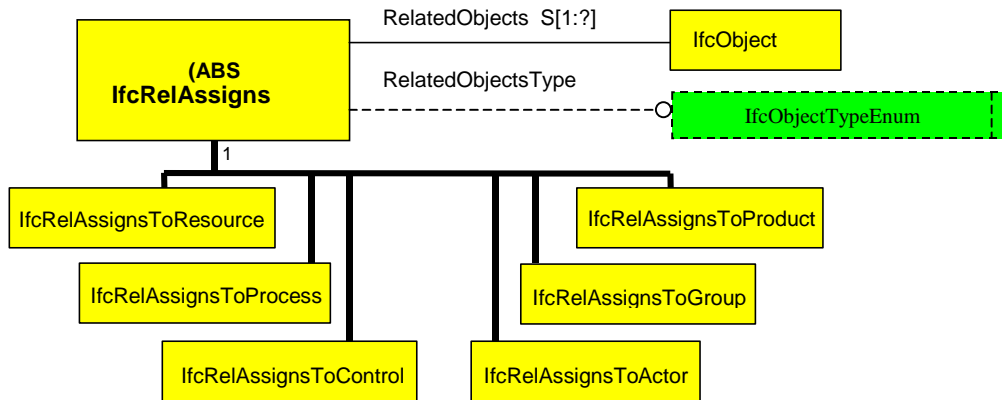 RelatedObjects S[1:?]
IfcObject
(ABS
IfcRelAssigns
RelatedObjectsType
IfcObjectTypeEnum
1
IfcRelAssignsToResource
IfcRelAssignsToProduct
IfcRelAssignsToProcess
IfcRelAssignsToGroup
IfcRelAssignsToControl
IfcRelAssignsToActor